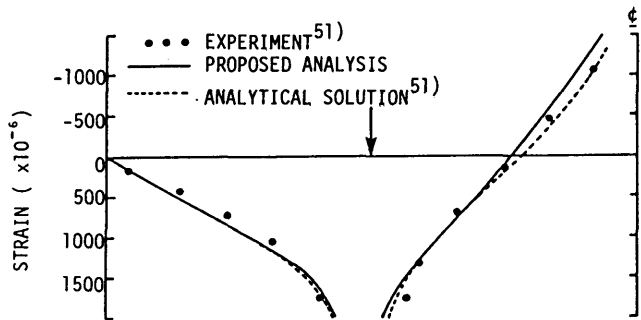 ℄
EXPERIMENT51)
PROPOSED ANALYSIS
ANALYTICAL SOLUTION51)
-1000
-500
0
500
1000
1500
STRAIN ( x10-6)